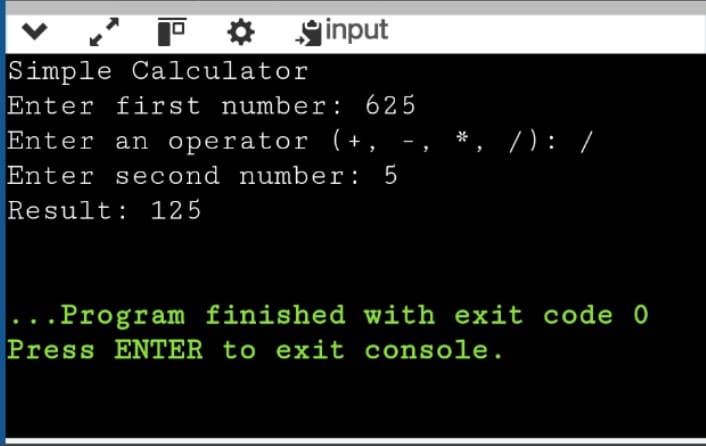 input
Simple Calculator
Enter first number: 625
Enter an operator (+, -, *, /): /
Enter second number: 5
Result: 125
...Program finished with exit code 0
Press ENTER to exit console.